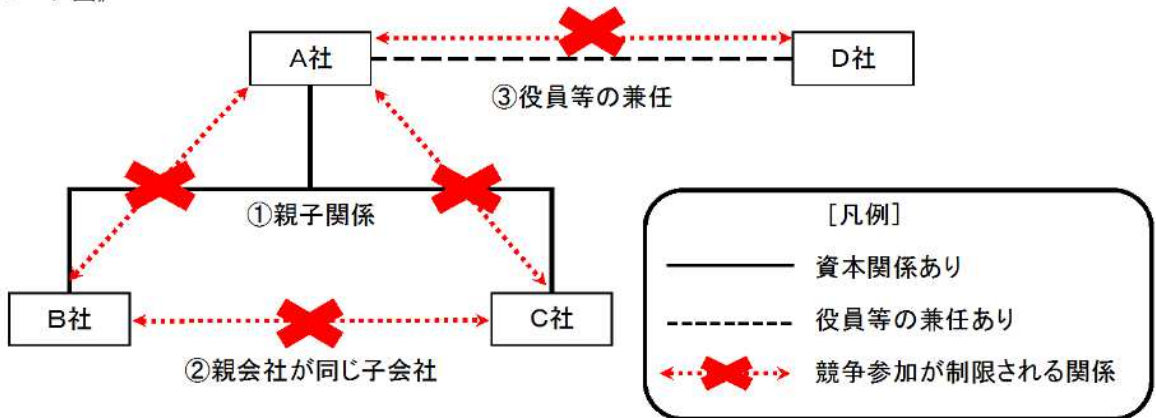 A社
D社
③役員等の兼任
①親子関係
B社
C社
②親会社が同じ子会社
［凡例］
資本関係あり
役員等の兼任あり
競争参加が制限される関係